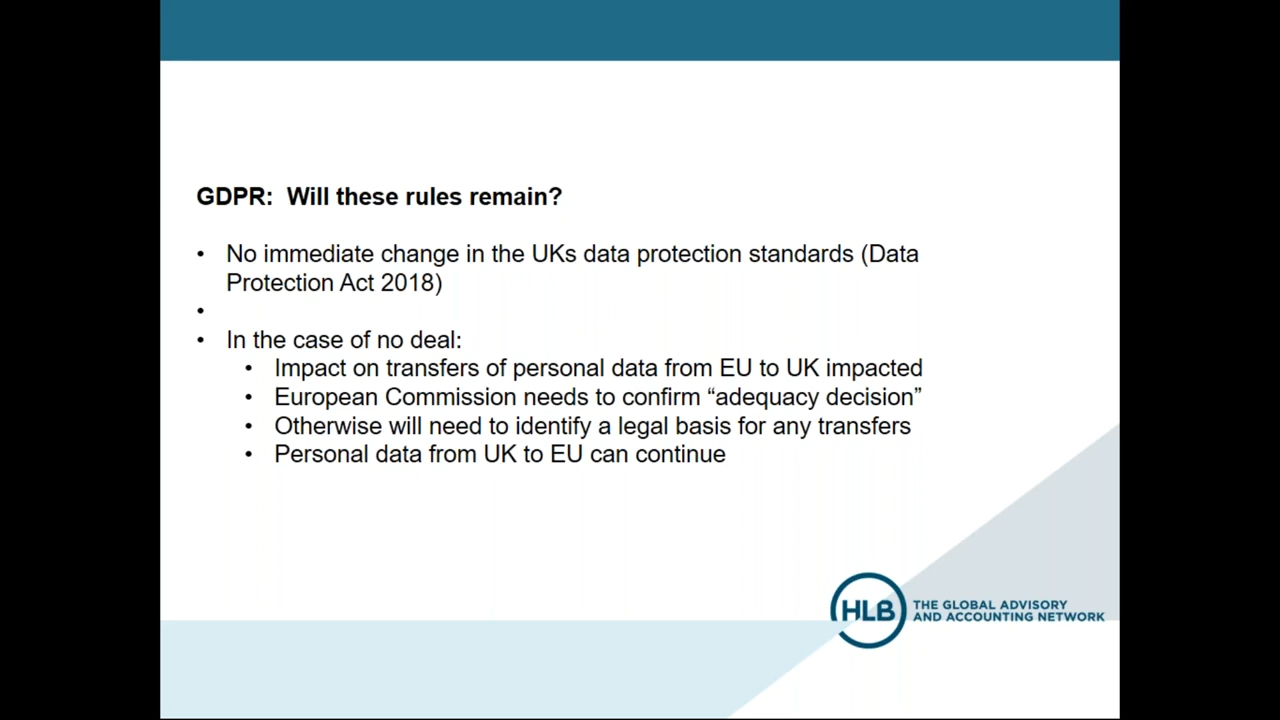 GDPR:  Will these rules remain?
• No immediate change in the UKs data protection standards (Data
Protection Act 2018)
•
• In the case of no deal:
• Impact on transfers of personal data from EU to UK impacted
• European Commission needs to confirm “adequacy decision”
• Otherwise will need to identify a legal basis for any transfers
• Personal data from UK to EU can continue
HLB
THE GLOBAL ADVISORY
AND ACCOUNTING NETWORK